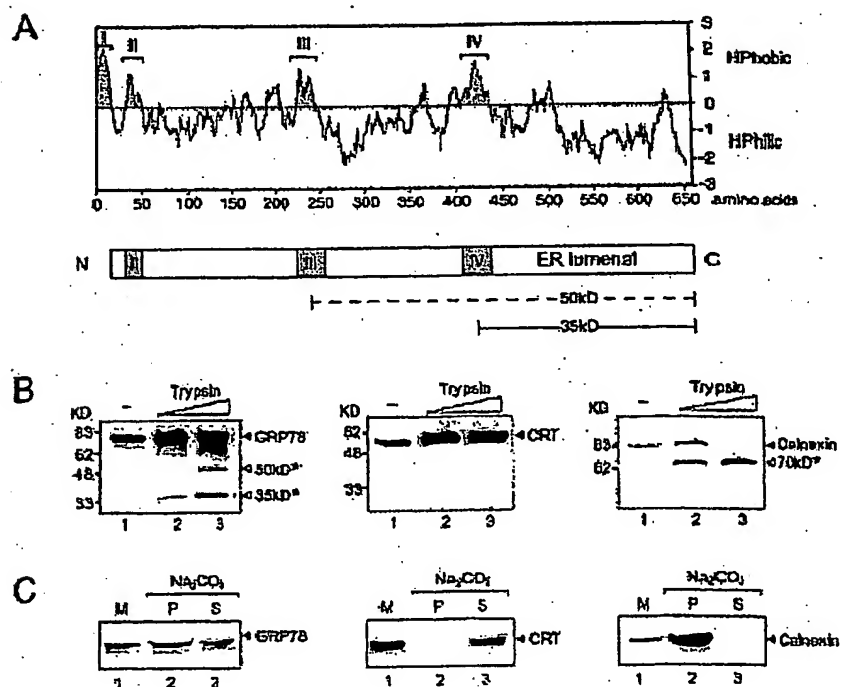 A
I II III IV
3
2
1
0
-1
-2
-3
HPhobic
HPhilic
0 50 100 150 200 250 300 350 400 450 500 550 600 650 amino acids
N II III IV ER lumenal C
50kD
35kD
B
KD - Trypsin
83
62
48
33
GRP78
50kD*
35kD*
1 2 3
KD - Trypsin
62
48
33
CRT
1 2 3
KD - Trypsin
83
62
Calnexin
70kD*
1 2 3
C
Na₂CO₃
M P S
GRP78
1 2 3
Na₂CO₃
M P S
CRT
1 2 3
Na₂CO₃
M P S
Calnexin
1 2 3